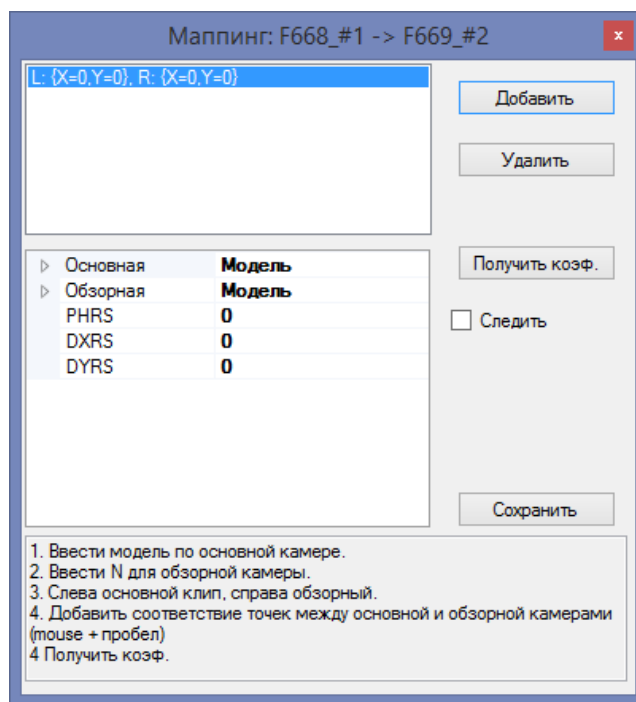 Маппинг: F668_#1 -> F669_#2
x
L: {X=0,Y=0}, R: {X=0,Y=0}
Добавить
Удалить
Основная Модель
Обзорная Модель
PHRS 0
DXRS 0
DYRS 0
Получить коэф.
Следить
Сохранить
1. Ввести модель по основной камере.
2. Ввести N для обзорной камеры.
3. Слева основной клип, справа обзорный.
4. Добавить соответствие точек между основной и обзорной камерами
(mouse + пробел)
4 Получить коэф.